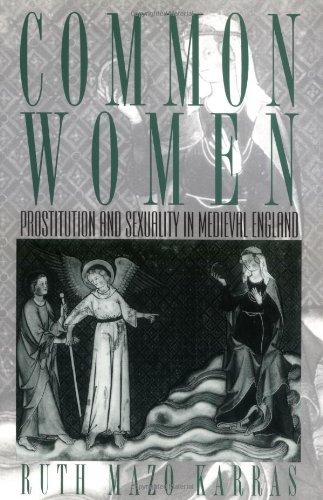 COMMON
WOMEN
PROSTITUTION AND SEXUALITY IN MEDIEVAL ENGLAND
RUTH MAZO KARRAS